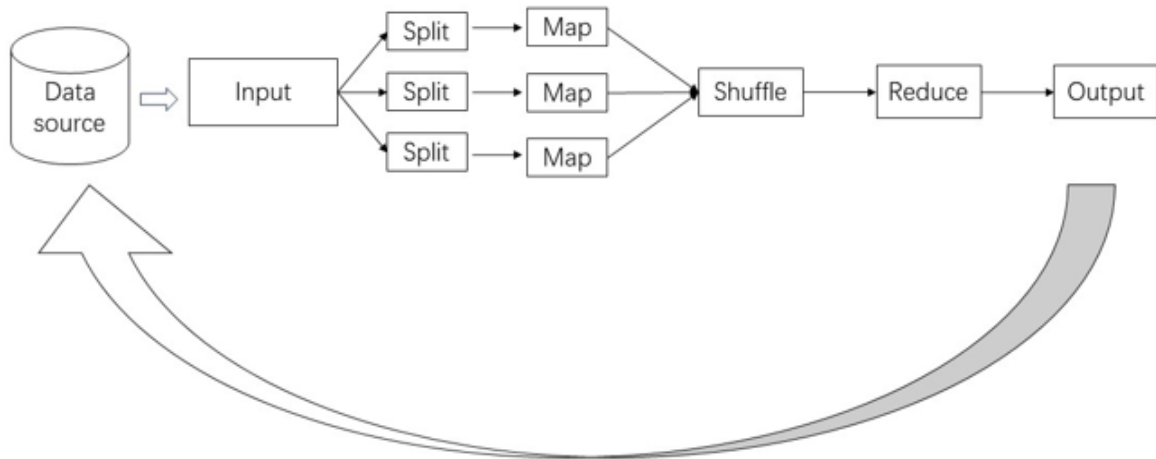 Data
source
Input
Split
Map
Split
Map
Split
Map
Shuffle
Reduce
Output